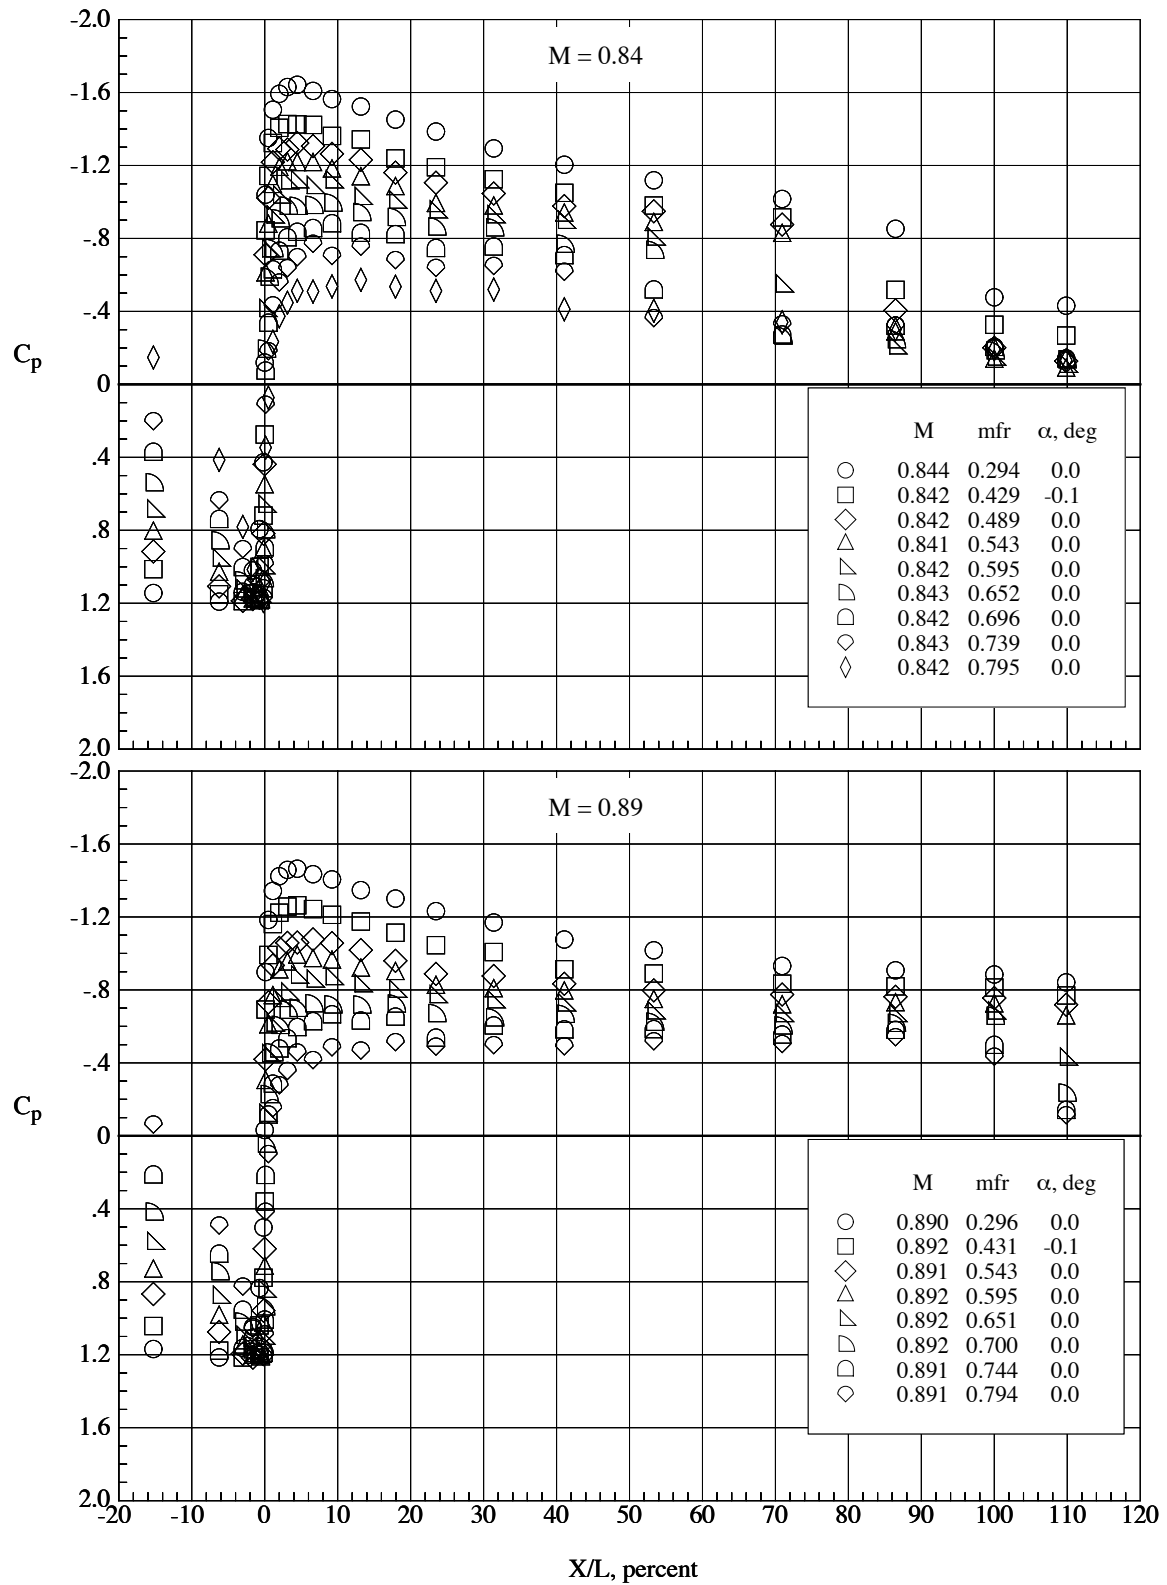 -2.0
M = 0.84
-1.6
-1.2
-.8
-.4
Cp
0
.4
.8
1.2
1.6
2.0
M mfr α, deg
0.844 0.294 0.0
0.842 0.429 -0.1
0.842 0.489 0.0
0.841 0.543 0.0
0.842 0.595 0.0
0.843 0.652 0.0
0.842 0.696 0.0
0.843 0.739 0.0
0.842 0.795 0.0
-2.0
M = 0.89
-1.6
-1.2
-.8
-.4
Cp
0
.4
.8
1.2
1.6
2.0
M mfr α, deg
0.890 0.296 0.0
0.892 0.431 -0.1
0.891 0.543 0.0
0.892 0.595 0.0
0.892 0.651 0.0
0.892 0.700 0.0
0.891 0.744 0.0
0.891 0.794 0.0
-20 -10 0 10 20 30 40 50 60 70 80 90 100 110 120
X/L, percent